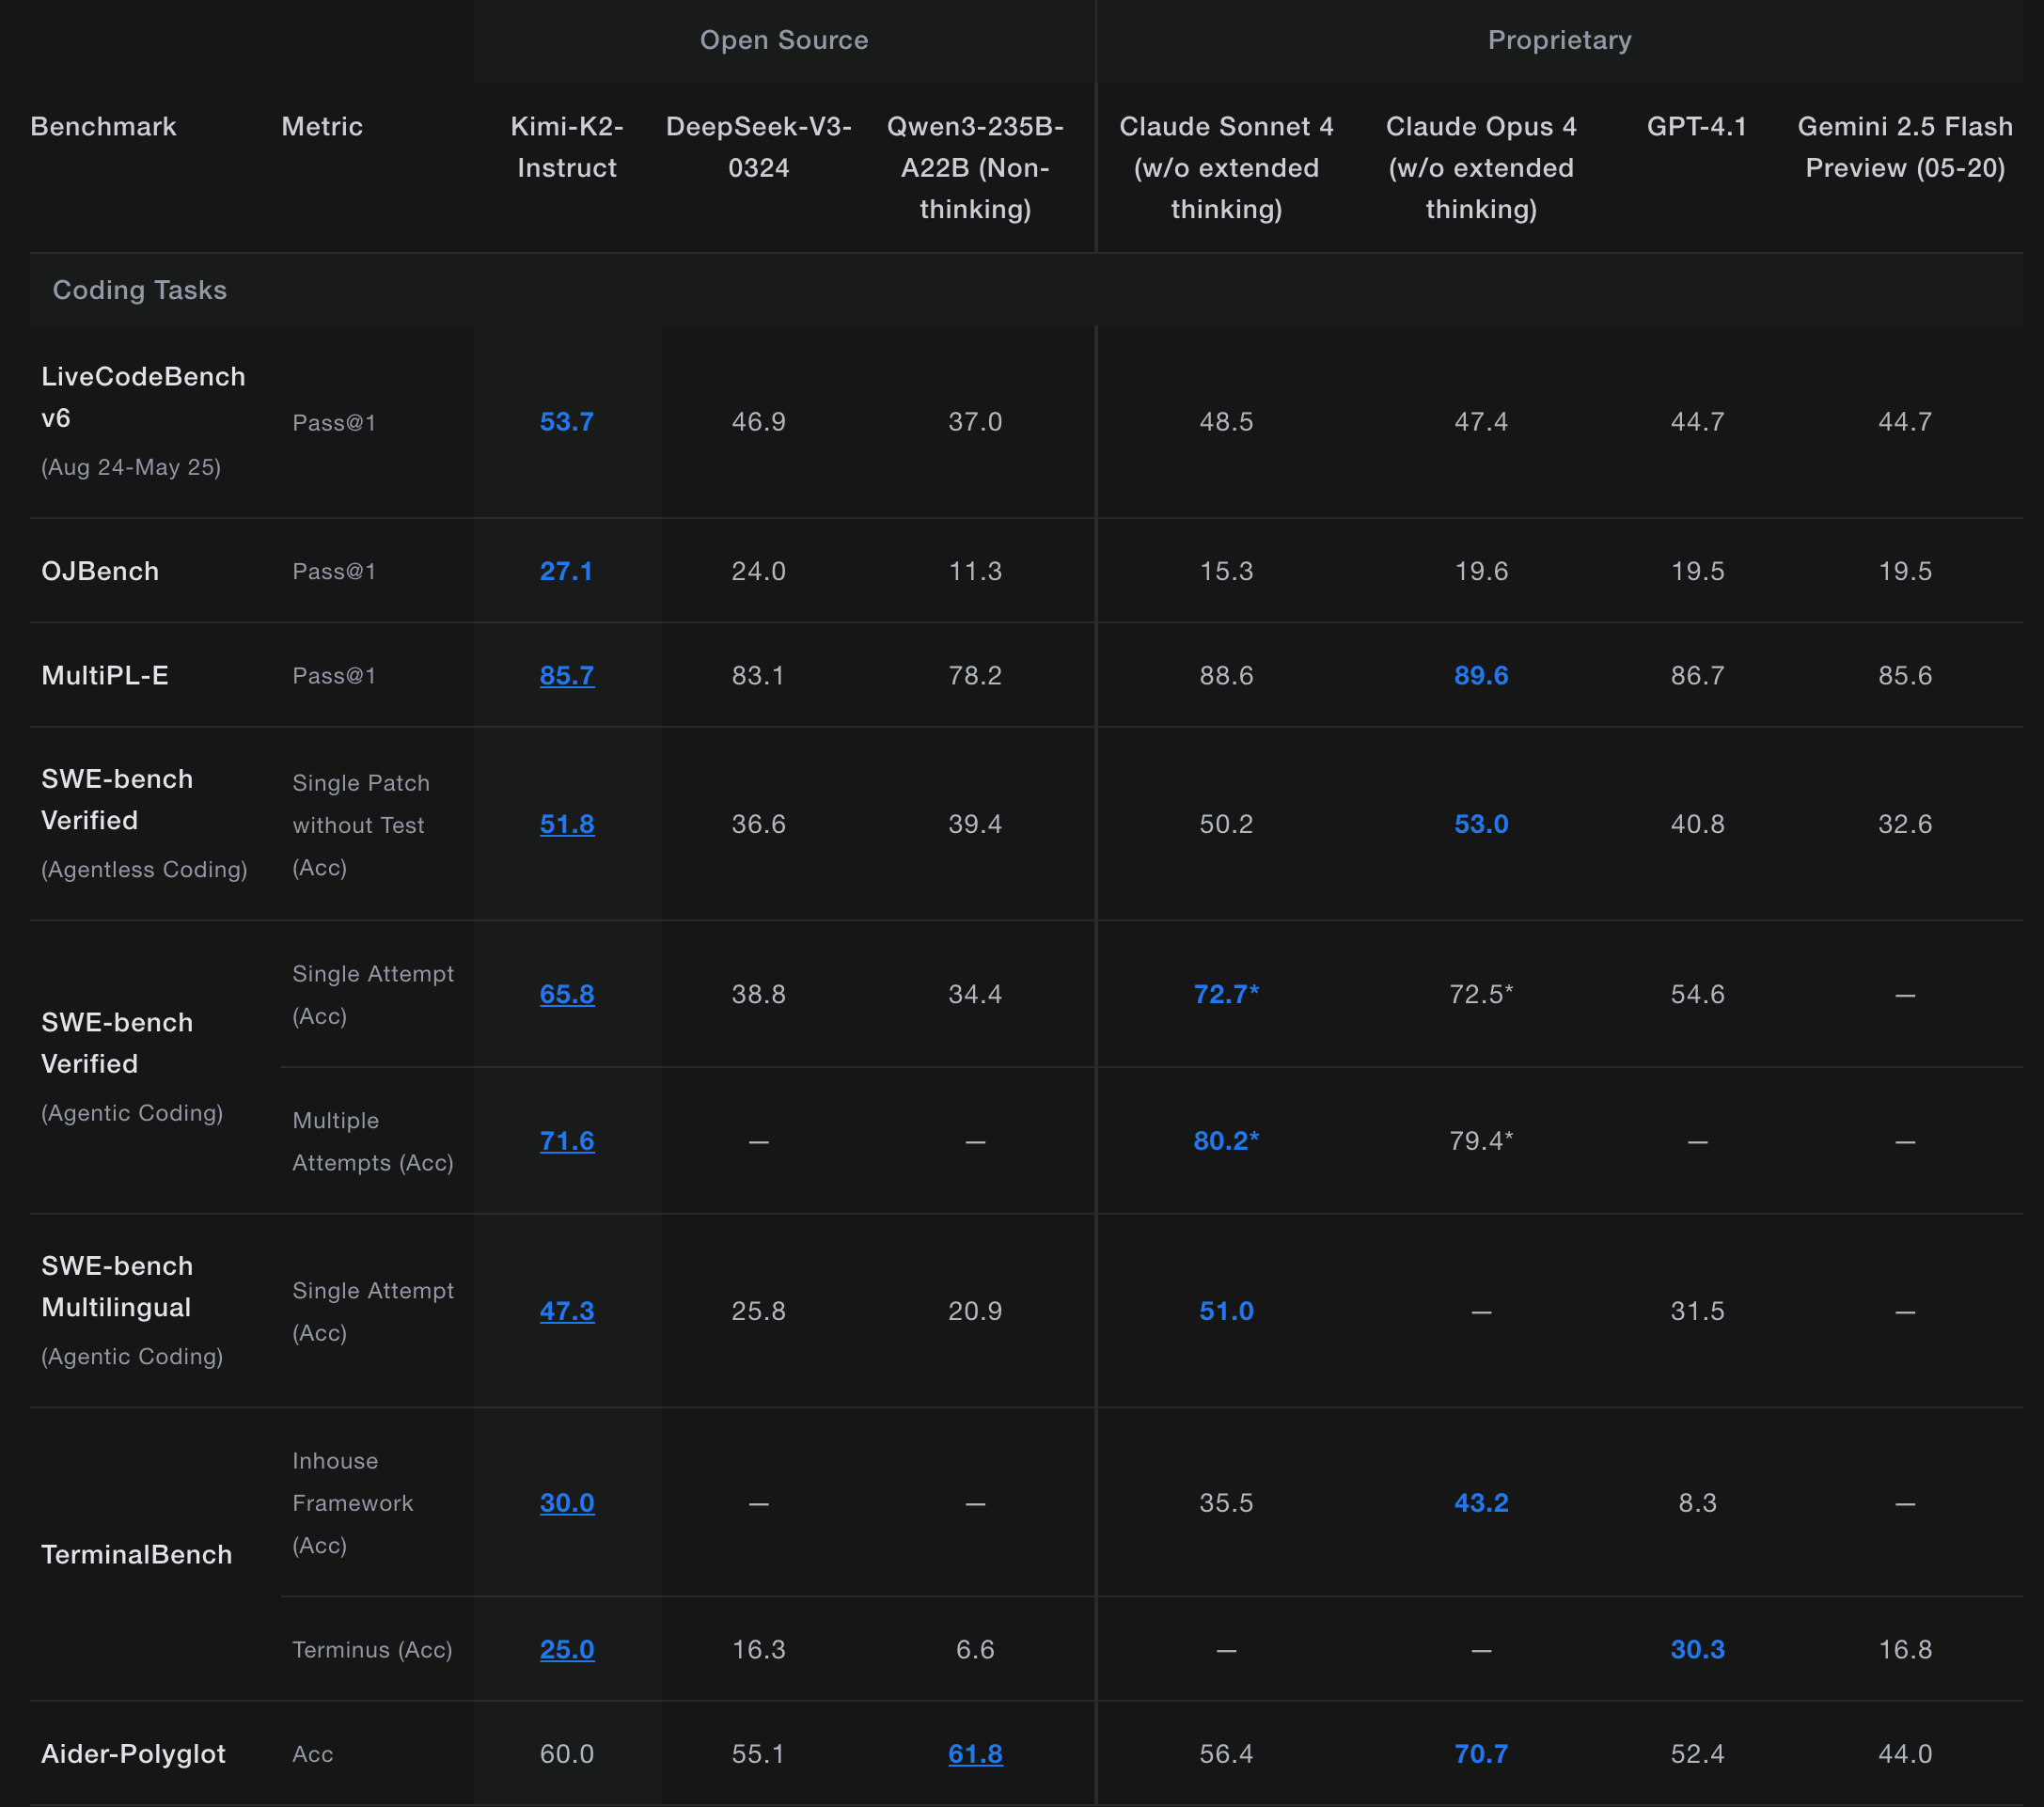 Open Source Proprietary
Benchmark Metric Kimi-K2- DeepSeek-V3- Qwen3-235B- Claude Sonnet 4 Claude Opus 4 GPT-4.1 Gemini 2.5 Flash
Instruct 0324 A22B (Non- (w/o extended (w/o extended Preview (05-20)
thinking) thinking) thinking)
Coding Tasks
LiveCodeBench
v6 Pass@1 53.7 46.9 37.0 48.5 47.4 44.7 44.7
(Aug 24-May 25)
OJBench Pass@1 27.1 24.0 11.3 15.3 19.6 19.5 19.5
MultiPL-E Pass@1 85.7 83.1 78.2 88.6 89.6 86.7 85.6
SWE-bench Single Patch
Verified without Test 51.8 36.6 39.4 50.2 53.0 40.8 32.6
(Agentless Coding) (Acc)
SWE-bench
Verified
(Agentic Coding)
Single Attempt
(Acc) 65.8 38.8 34.4 72.7* 72.5* 54.6 —
Multiple
Attempts (Acc) 71.6 — — 80.2* 79.4* — —
SWE-bench
Multilingual
(Agentic Coding)
Single Attempt
(Acc) 47.3 25.8 20.9 51.0 — 31.5 —
TerminalBench
Inhouse
Framework 30.0 — — 35.5 43.2 8.3 —
(Acc)
Terminus (Acc) 25.0 16.3 6.6 — — 30.3 16.8
Aider-Polyglot Acc 60.0 55.1 61.8 56.4 70.7 52.4 44.0